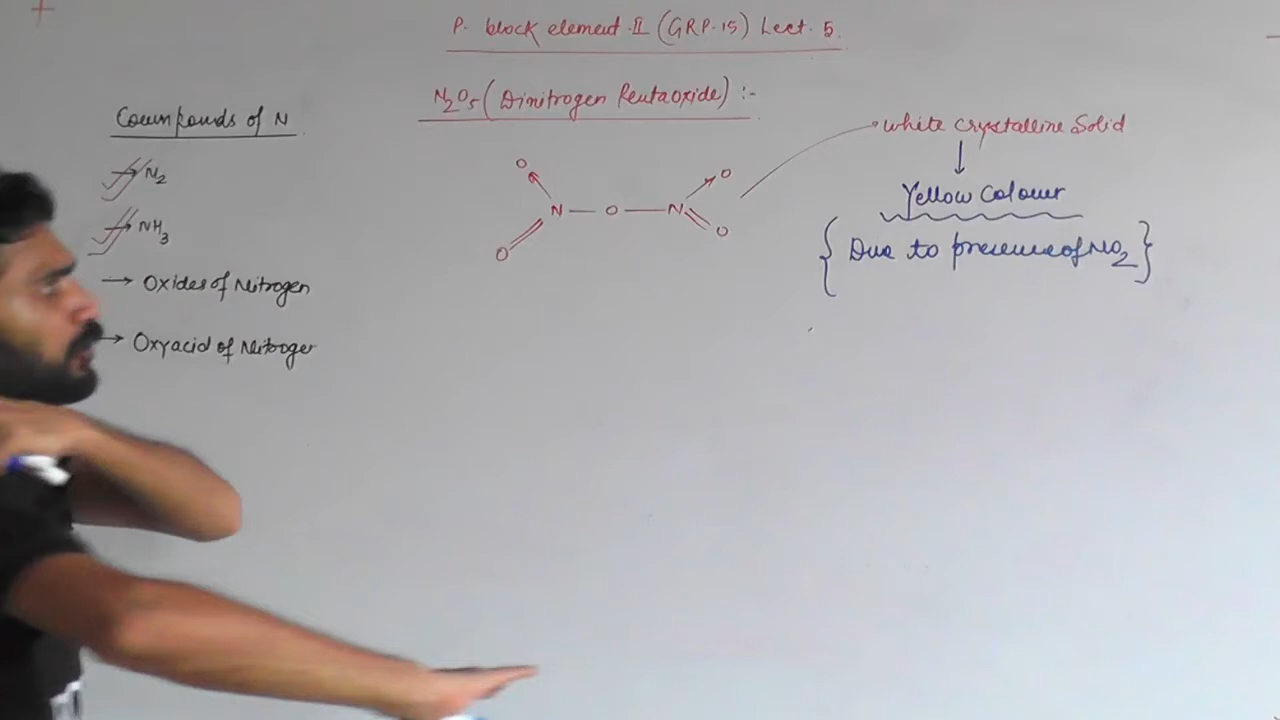 P. block element-II (GRP.15) Lect. 5.
N2O5 (Dinitrogen Pentaoxide) :-
Compounds of N
→ N2
→ NH3
→ Oxides of Nitrogen
→ Oxyacid of Nitrogen
O O
N — O — N
O O
• white crystalline Solid
↓
Yellow Colour
{ Due to presence of NO2 }